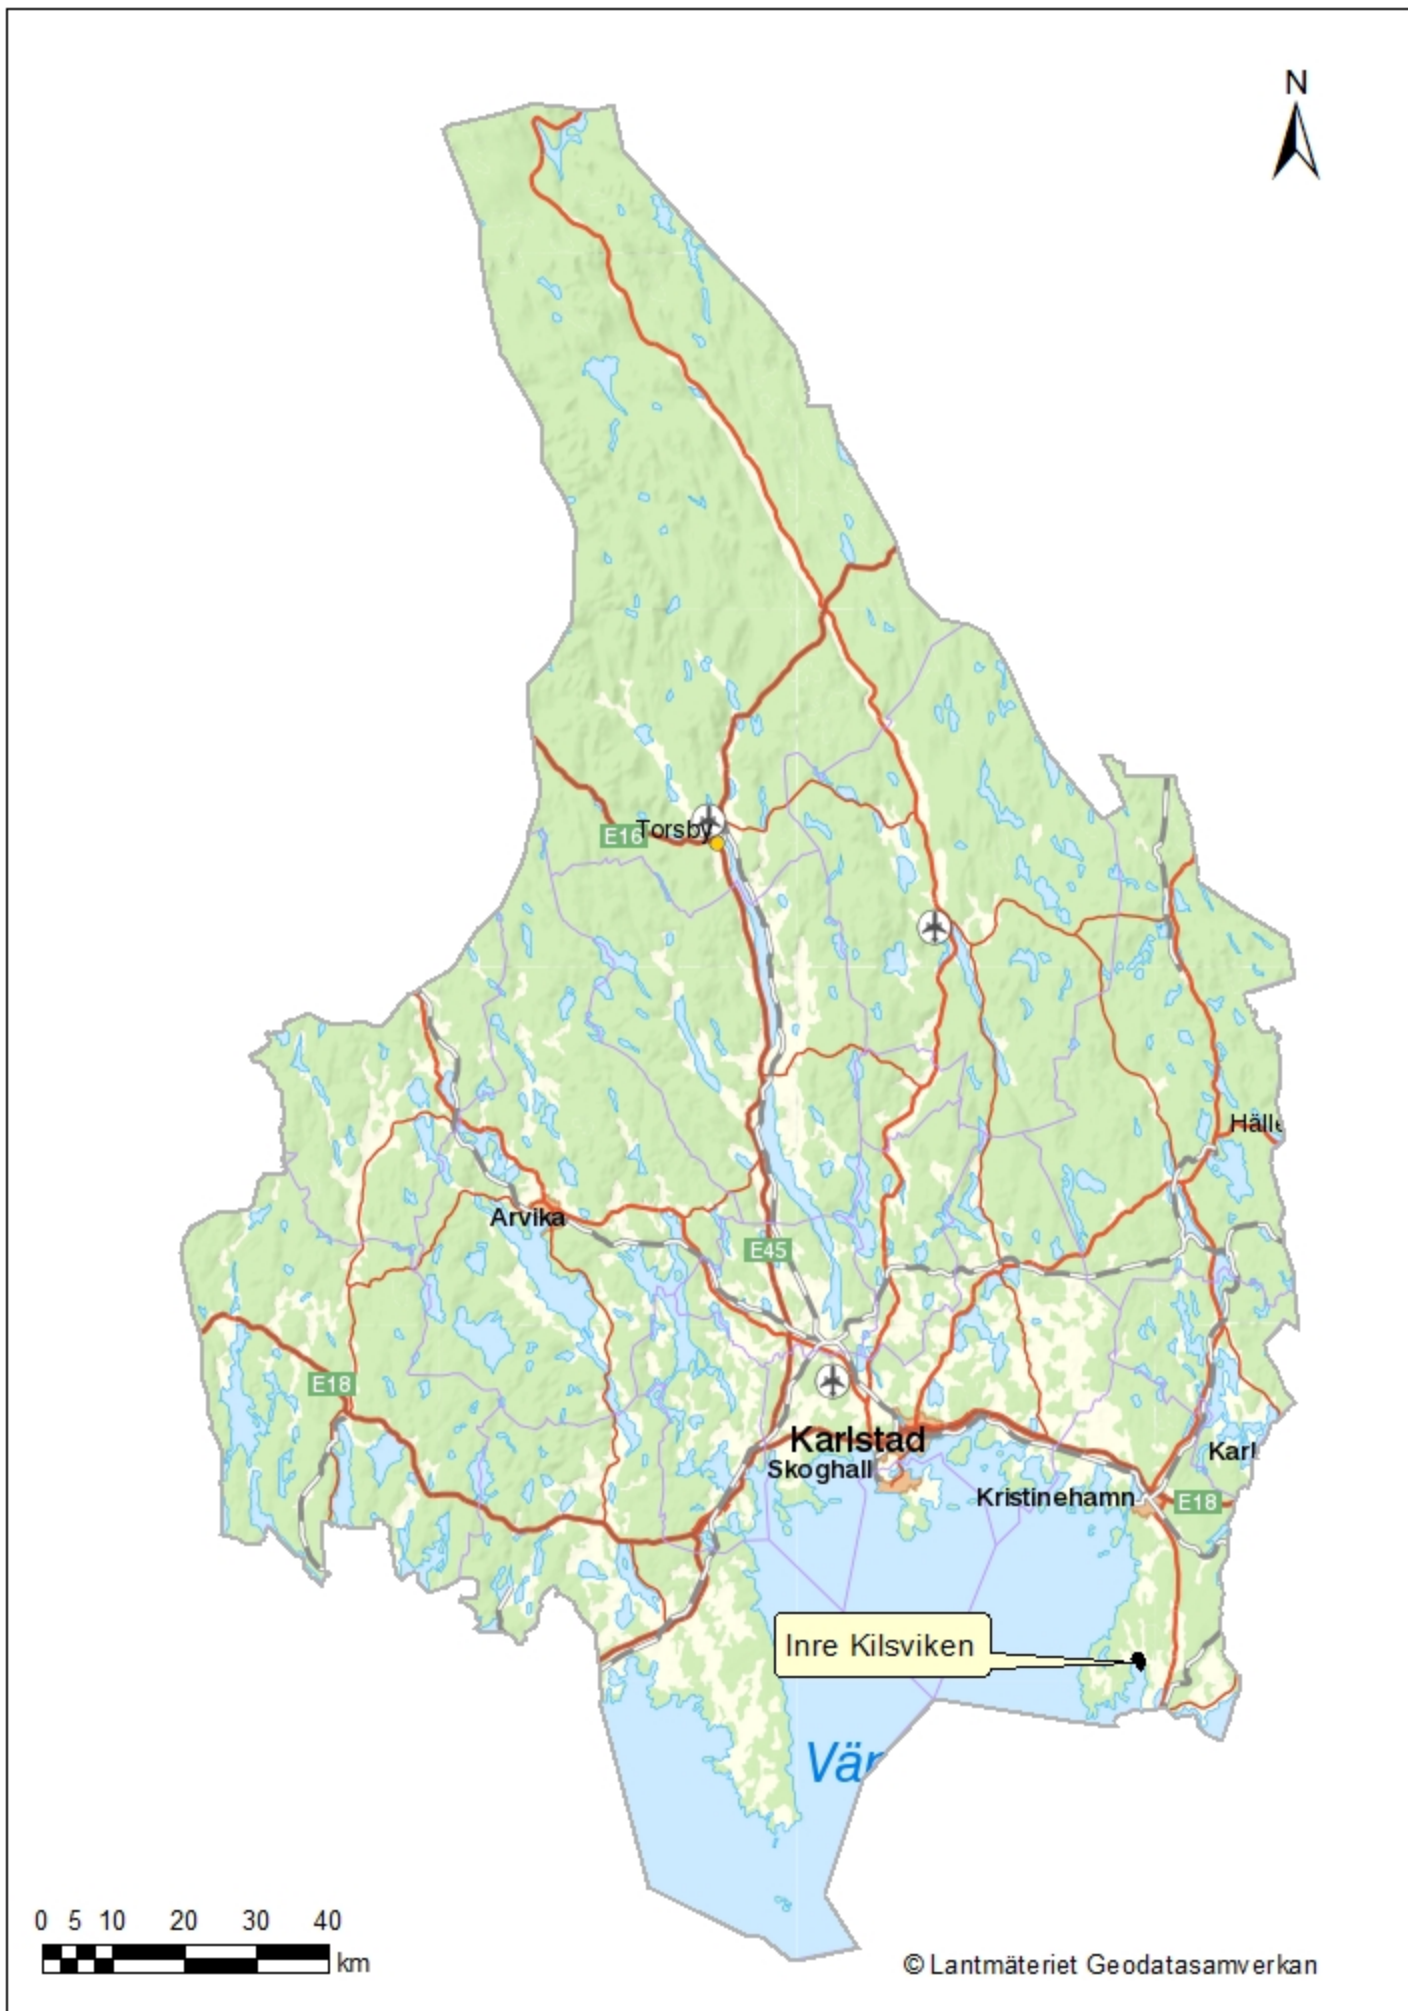 N
E16
Torsby
Hälle
Arvika
E45
E18
Karlstad
Karl
Skoghall
Kristinehamn
E18
Inre Kilsviken
Vär
0 5 10 20 30 40
km
© Lantmäteriet Geodatasamverkan